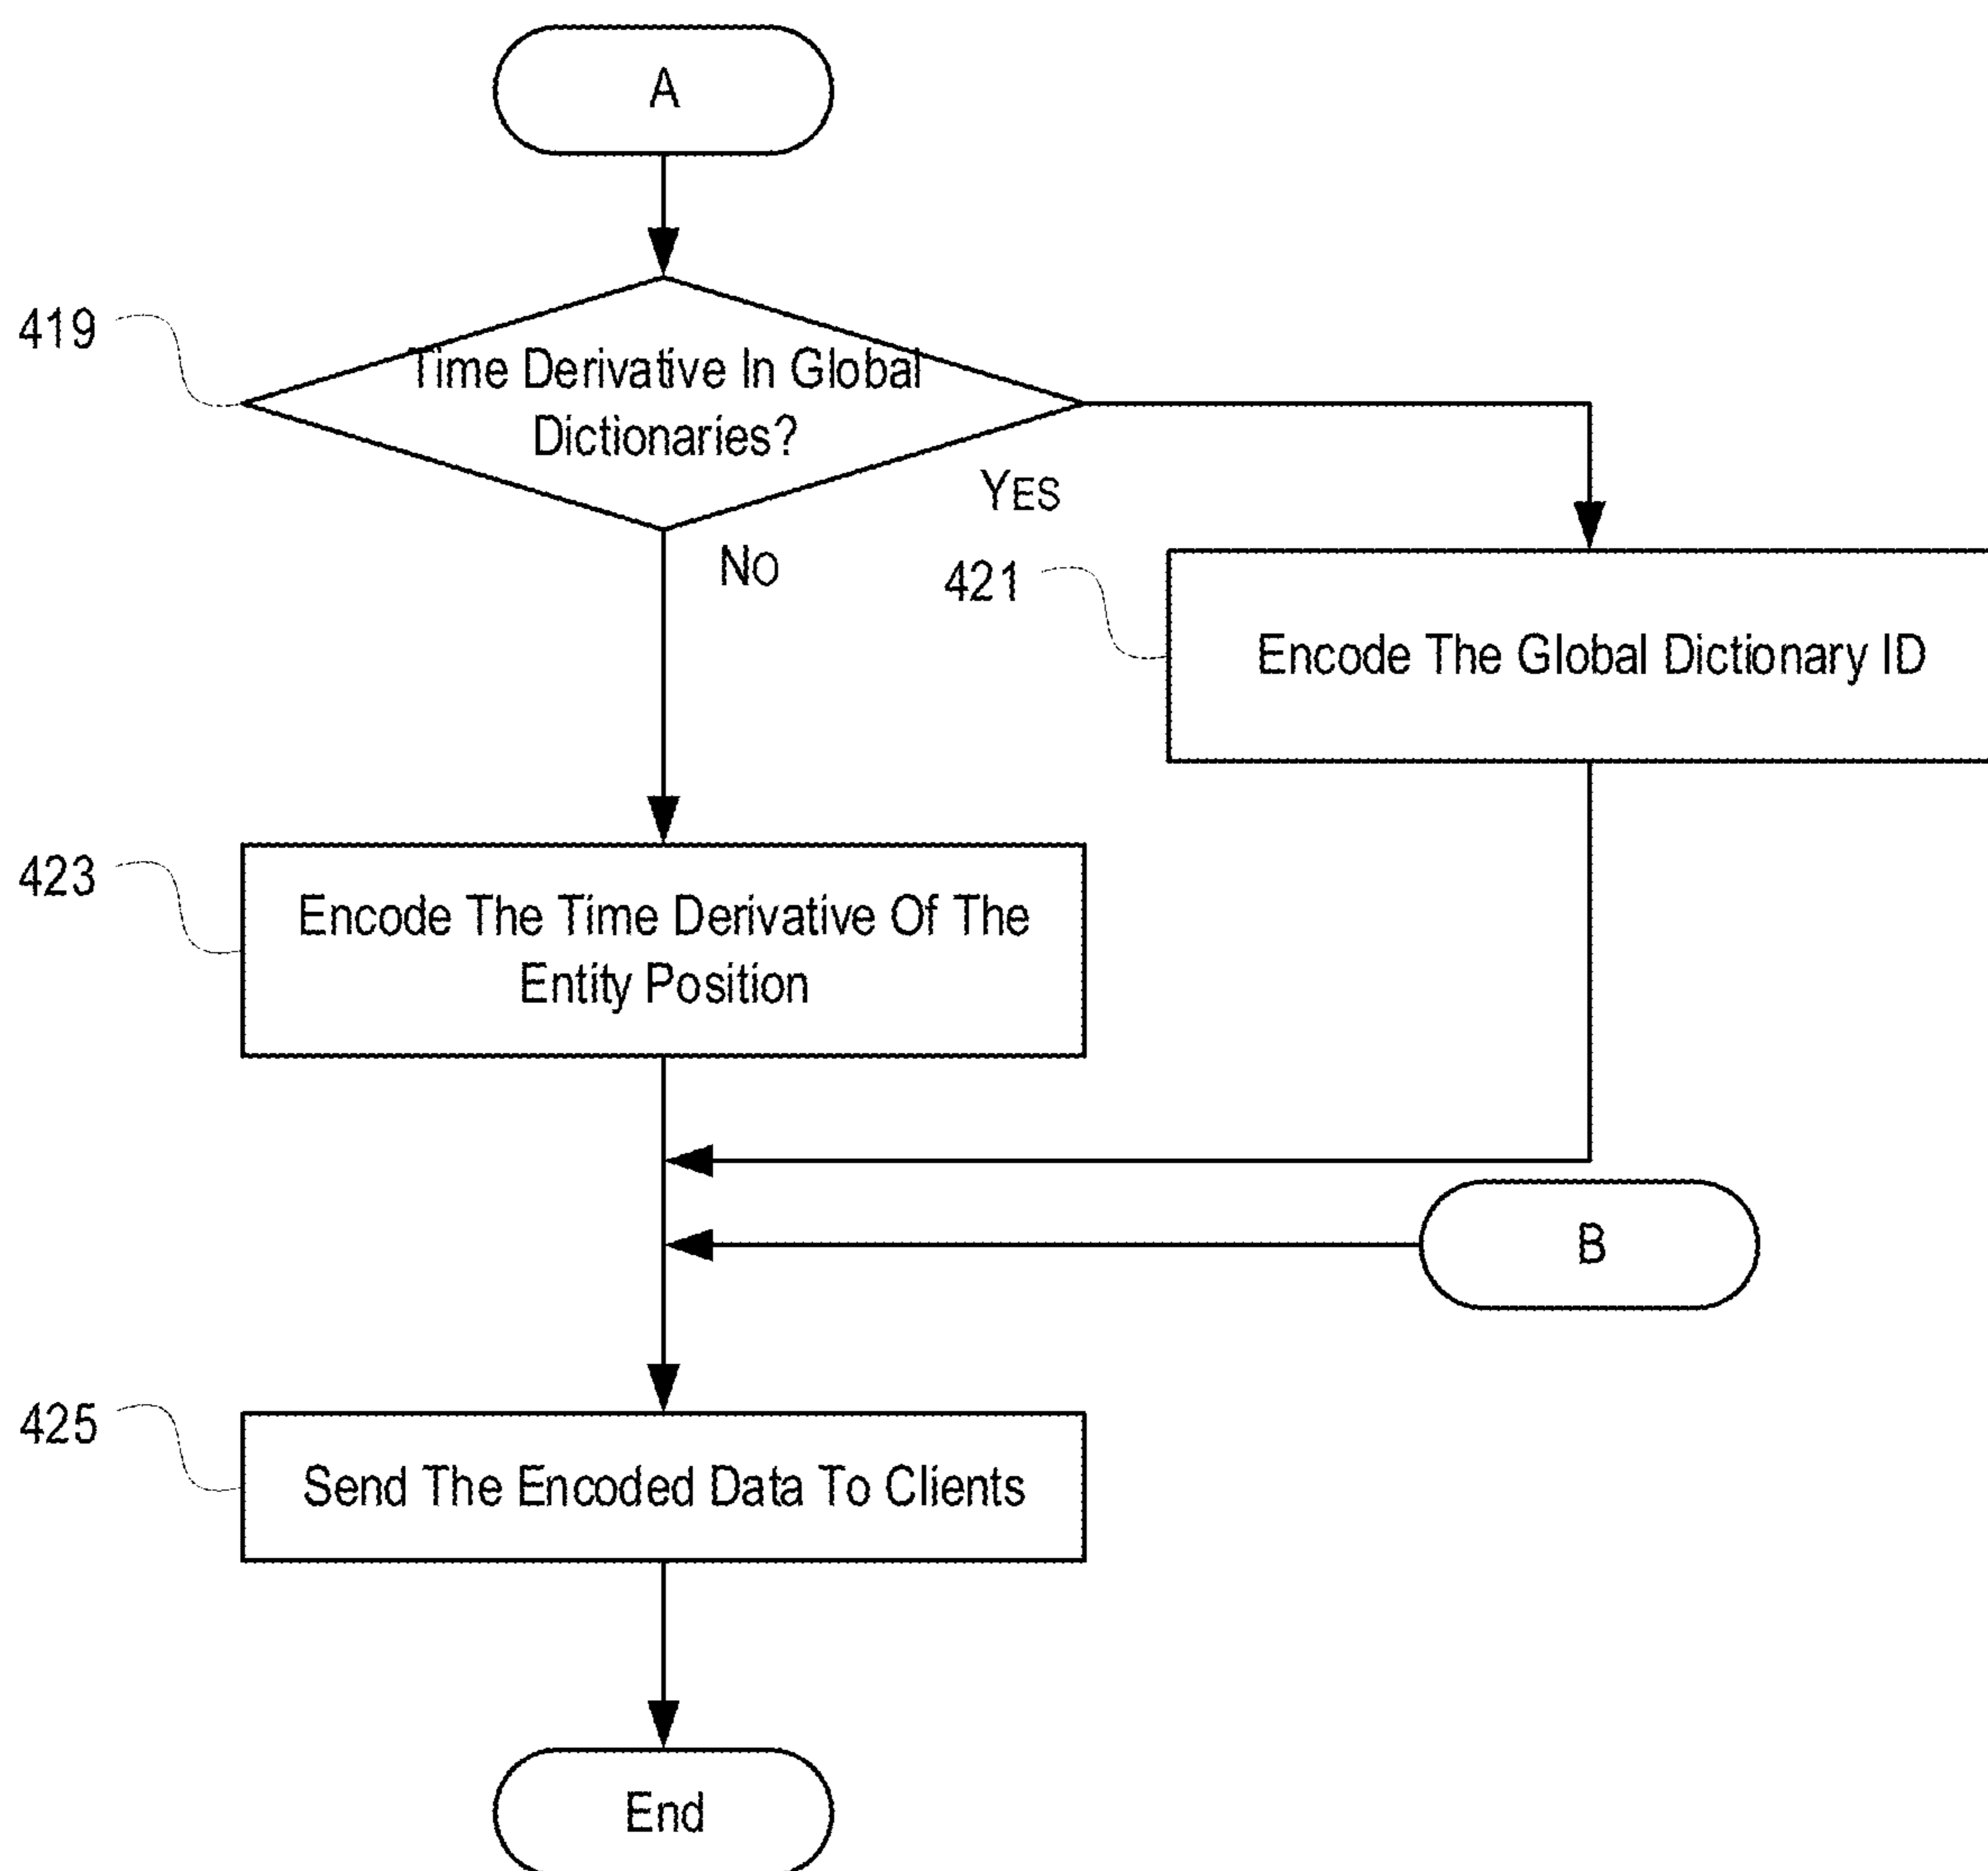 A
419
Time Derivative In Global
Dictionaries?
YES
NO
421
Encode The Global Dictionary ID
423
Encode The Time Derivative Of The
Entity Position
B
425
Send The Encoded Data To Clients
End